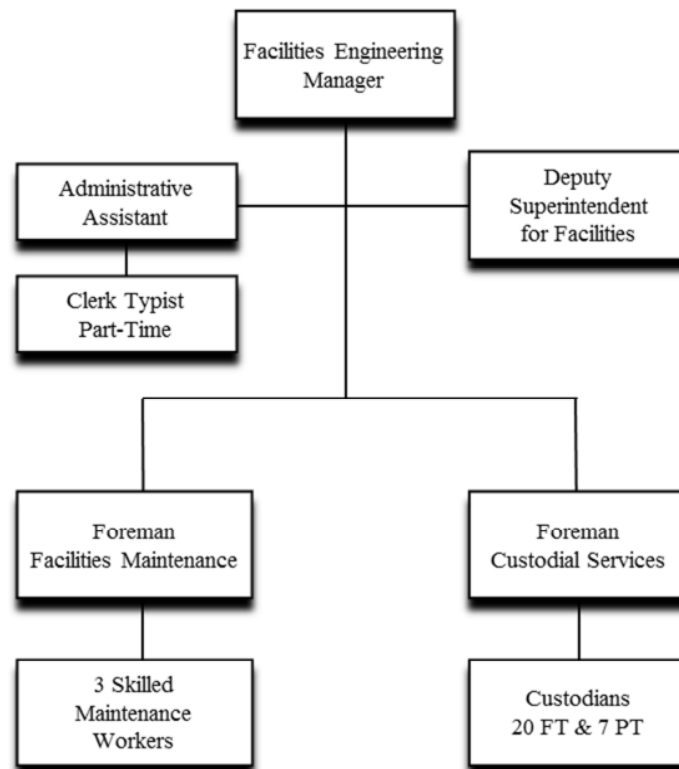 Facilities Engineering
Manager
Administrative
Assistant
Deputy
Superintendent
for Facilities
Clerk Typist
Part-Time
Foreman
Facilities Maintenance
Foreman
Custodial Services
3 Skilled
Maintenance
Workers
Custodians
20 FT & 7 PT